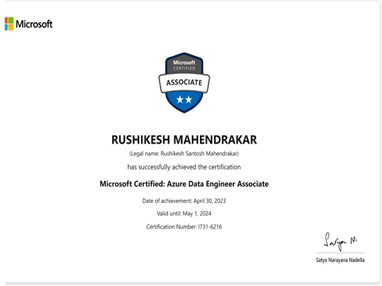 Microsoft
Microsoft
CERTIFIED
ASSOCIATE
RUSHIKESH MAHENDRAKAR
(Legal name: Rushikesh Santosh Mahendrakar)
has successfully achieved the certification
Microsoft Certified: Azure Data Engineer Associate
Date of achievement: April 30, 2023
Valid until: May 1, 2024
Certification Number: I731-6216
Satya N.
Satya Narayana Nadella